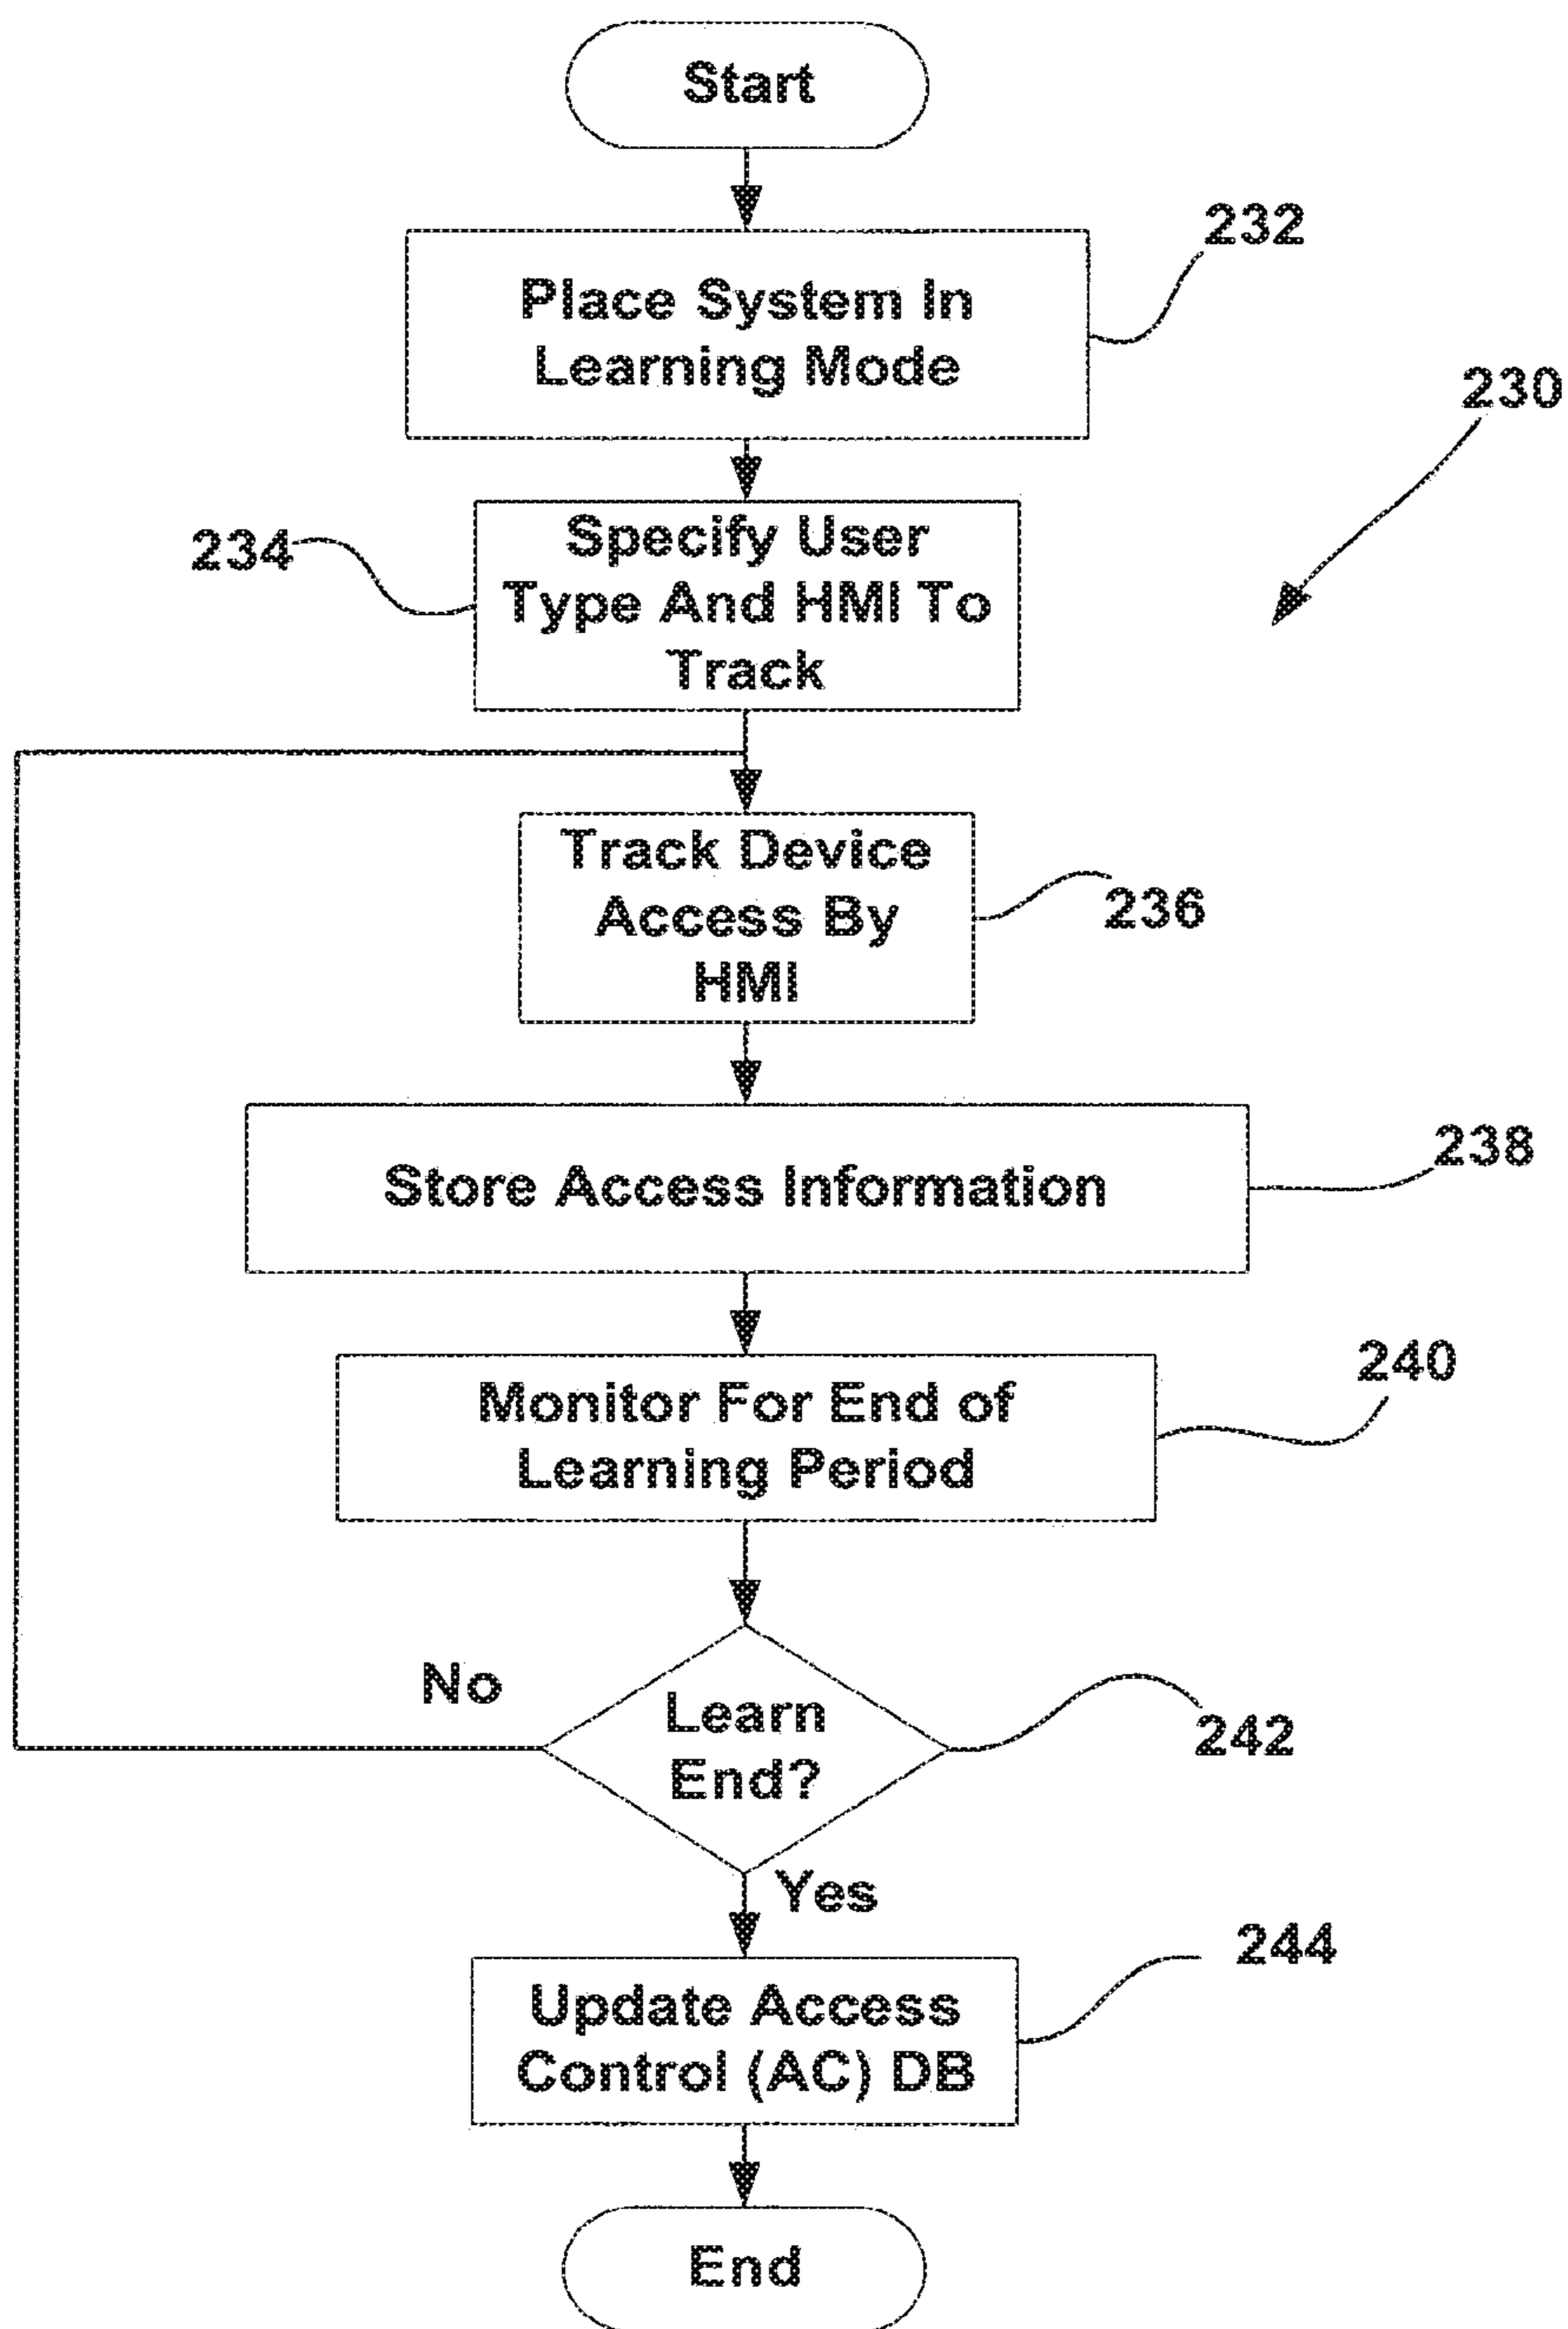 Start
232
Place System In
Learning Mode
230
234
Specify User
Type And HMI To
Track
Track Device
Access By
HMI
236
238
Store Access Information
240
Monitor For End of
Learning Period
No
Learn
End?
242
Yes
244
Update Access
Control (AC) DB
End